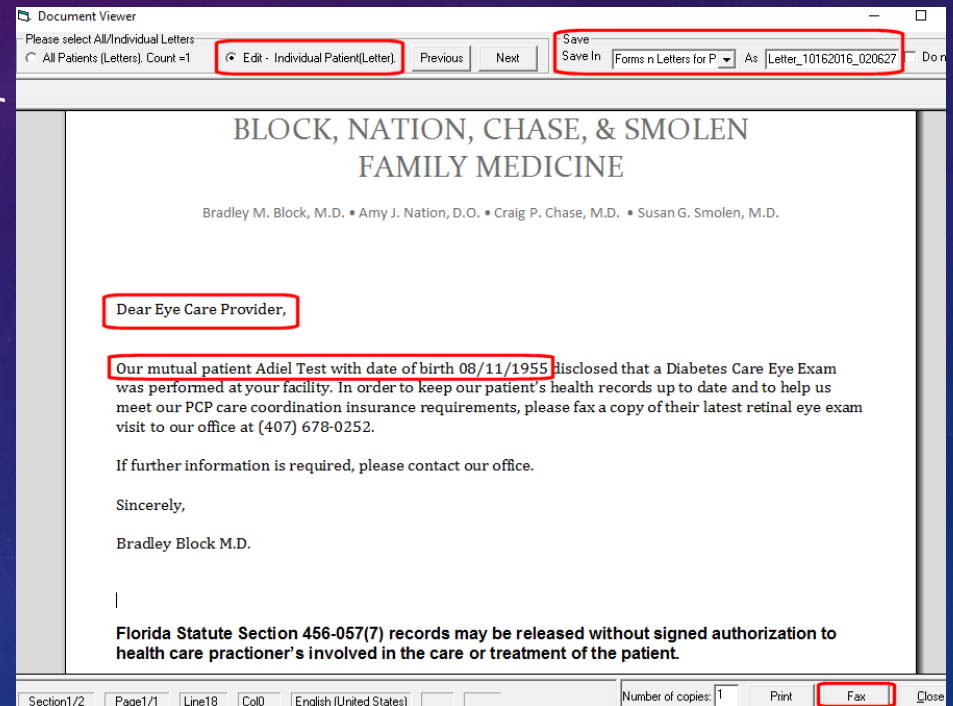 Document Viewer
Please select All/Individual Letters
All Patients (Letters). Count =1
Edit - Individual Patient(Letter).
Previous
Next
Save
Save In
Forms n Letters for P
As
Letter_10162016_020627
BLOCK, NATION, CHASE, & SMOLEN
FAMILY MEDICINE
Bradley M. Block, M.D. • Amy J. Nation, D.O. • Craig P. Chase, M.D. • Susan G. Smolen, M.D.
Dear Eye Care Provider,
Our mutual patient Adiel Test with date of birth 08/11/1955 disclosed that a Diabetes Care Eye Exam
was performed at your facility. In order to keep our patient's health records up to date and to help us
meet our PCP care coordination insurance requirements, please fax a copy of their latest retinal eye exam
visit to our office at (407) 678-0252.
If further information is required, please contact our office.
Sincerely,
Bradley Block M.D.
Florida Statute Section 456-057(7) records may be released without signed authorization to
health care practioner's involved in the care or treatment of the patient.
Section1/2
Page1/1
Line18
Col0
English (United States)
Number of copies: 1
Print
Fax
Close